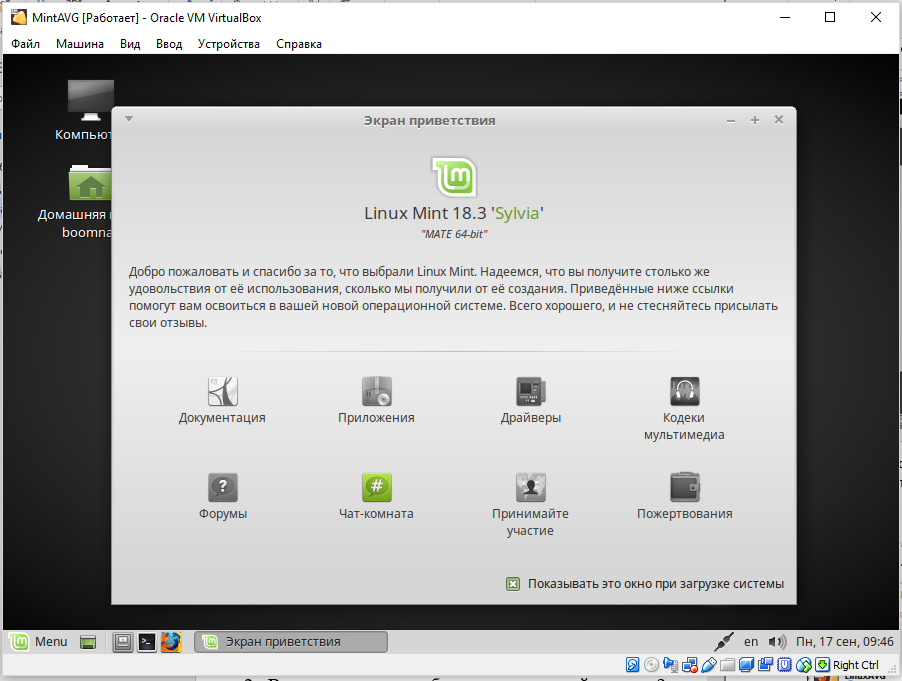 MintAVG [Работает] - Oracle VM VirtualBox
Файл Машина Вид Ввод Устройства Справка
Компьют
Домашняя
boomna
Экран приветствия
Linux Mint 18.3 'Sylvia'
"MATE 64-bit"
Добро пожаловать и спасибо за то, что выбрали Linux Mint. Надеемся, что вы получите столько же
удовольствия от её использования, сколько мы получили от её создания. Приведённые ниже ссылки
помогут вам освоиться в вашей новой операционной системе. Всего хорошего, и не стесняйтесь присылать
свои отзывы.
Документация Приложения Драйверы Кодеки
мультимедиа
Форумы Чат-комната Принимайте
участие Пожертвования
Показывать это окно при загрузке системы
Menu Экран приветствия en Пн, 17 сен, 09:46
Right Ctrl